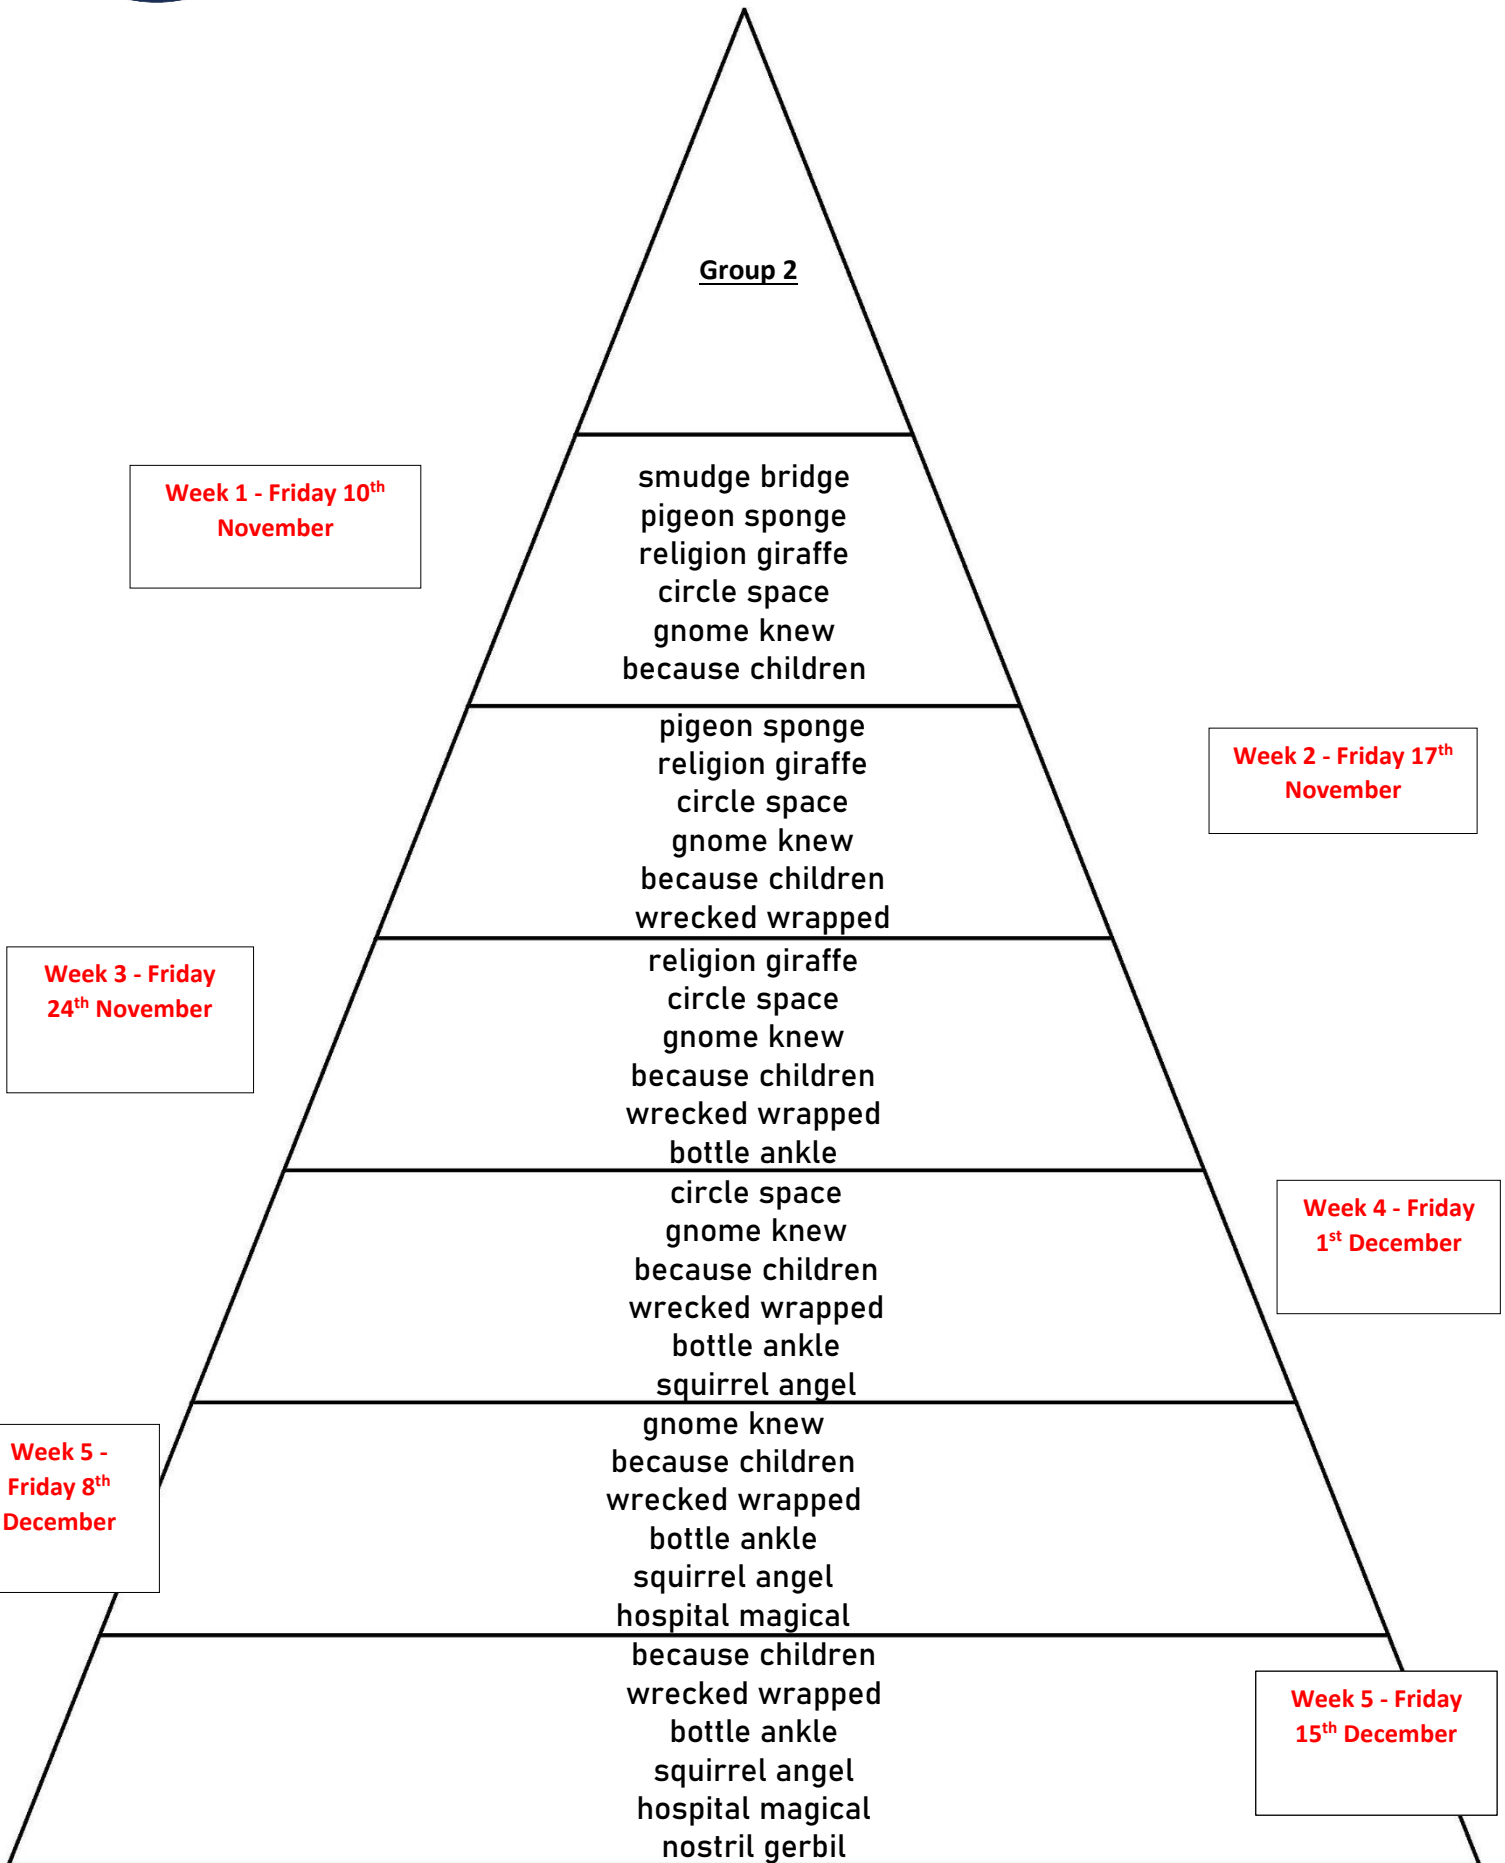 Group 2
Week 1 - Friday 10th
November
smudge bridge
pigeon sponge
religion giraffe
circle space
gnome knew
because children
Week 2 - Friday 17th
November
pigeon sponge
religion giraffe
circle space
gnome knew
because children
wrecked wrapped
Week 3 - Friday
24th November
religion giraffe
circle space
gnome knew
because children
wrecked wrapped
bottle ankle
Week 4 - Friday
1st December
circle space
gnome knew
because children
wrecked wrapped
bottle ankle
squirrel angel
Week 5 -
Friday 8th
December
gnome knew
because children
wrecked wrapped
bottle ankle
squirrel angel
hospital magical
Week 5 - Friday
15th December
because children
wrecked wrapped
bottle ankle
squirrel angel
hospital magical
nostril gerbil